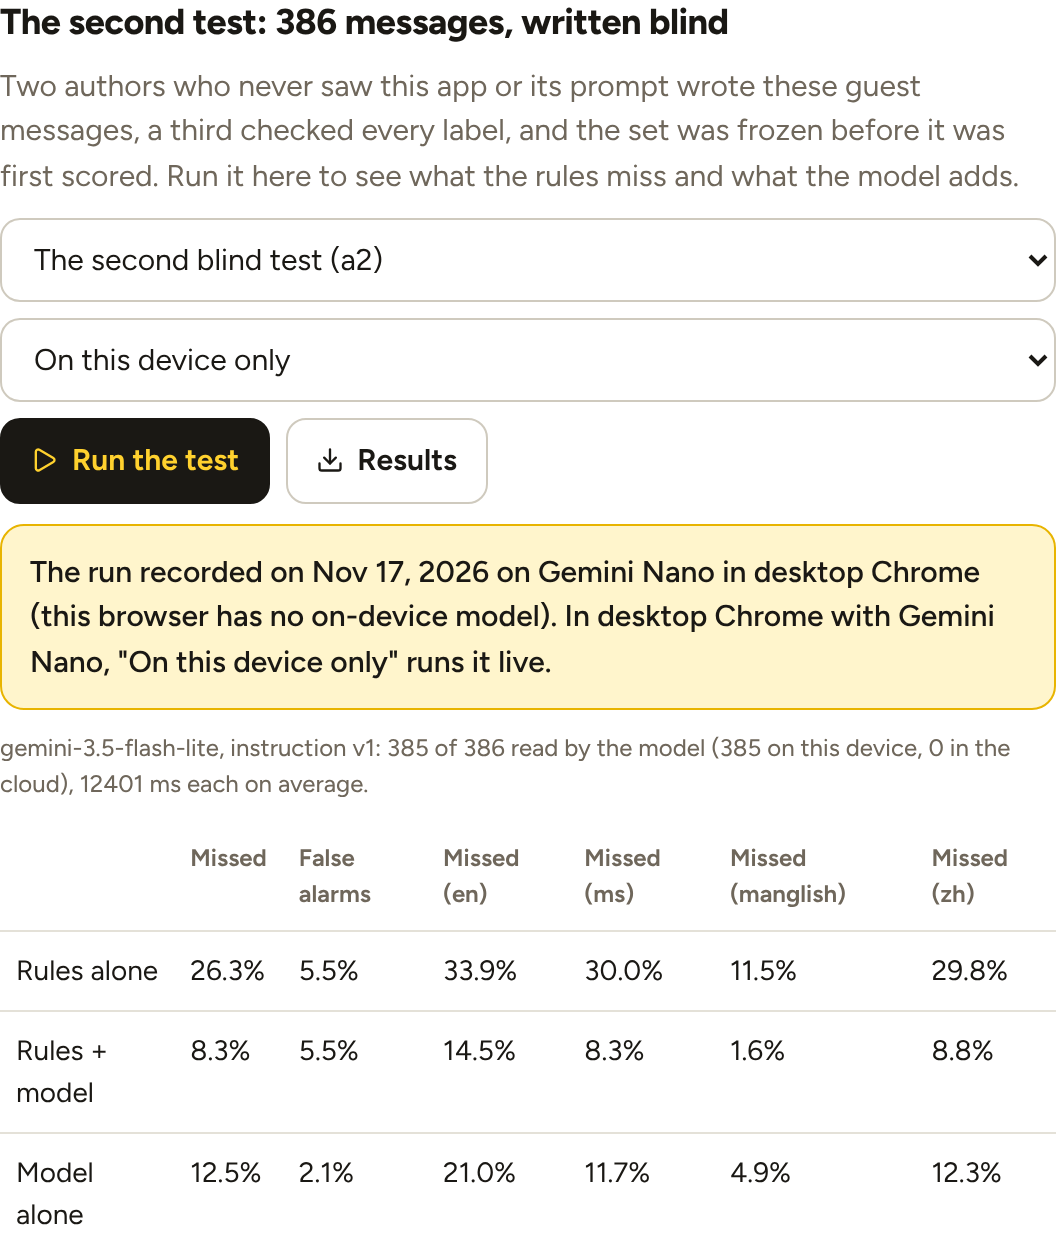 The second test: 386 messages, written blind
Two authors who never saw this app or its prompt wrote these guest
messages, a third checked every label, and the set was frozen before it was
first scored. Run it here to see what the rules miss and what the model adds.
The second blind test (a2)
On this device only
Run the test
Results
The run recorded on Nov 17, 2026 on Gemini Nano in desktop Chrome
(this browser has no on-device model). In desktop Chrome with Gemini
Nano, "On this device only" runs it live.
gemini-3.5-flash-lite, instruction v1: 385 of 386 read by the model (385 on this device, 0 in the
cloud), 12401 ms each on average.
Missed False alarms Missed (en) Missed (ms) Missed (manglish) Missed (zh)
Rules alone 26.3% 5.5% 33.9% 30.0% 11.5% 29.8%
Rules + model 8.3% 5.5% 14.5% 8.3% 1.6% 8.8%
Model alone 12.5% 2.1% 21.0% 11.7% 4.9% 12.3%